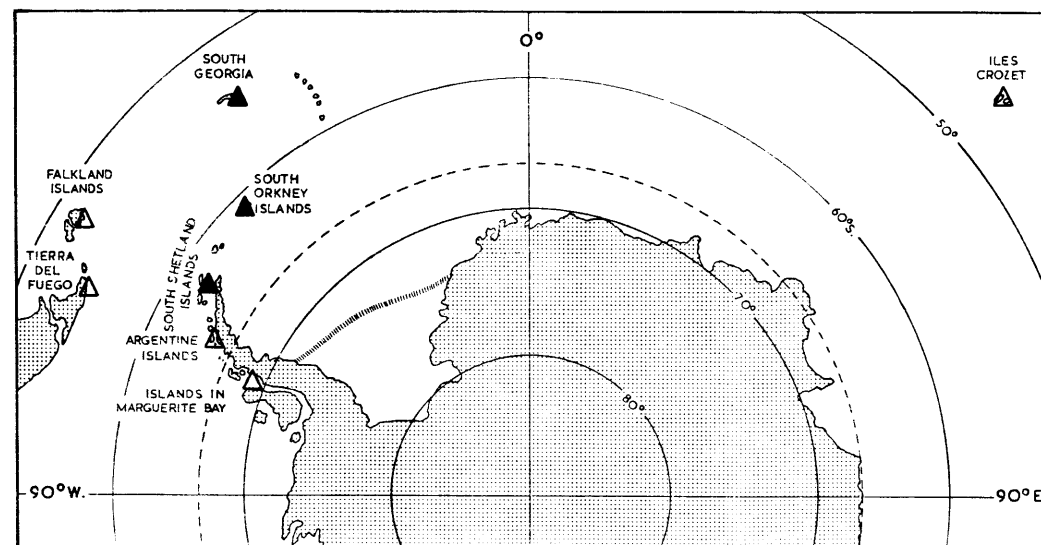 0°
SOUTH
GEORGIA
ILES
CROZET
50°
FALKLAND
ISLANDS
SOUTH
ORKNEY
ISLANDS
60°S.
TIERRA
DEL
FUEGO
SOUTH SHETLAND
ISLANDS
70°
ARGENTINE
ISLANDS
ISLANDS IN
MARGUERITE BAY
80°
90°W.
90°E